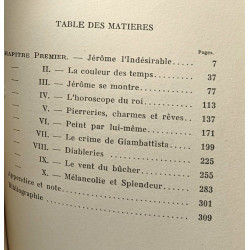 TABLE DES MATIERES
Pages.
CHAPITRE PREMIER. — Jérôme l'Indésirable 7
— II. — La couleur des temps 37
— III. — Jérôme se montre 77
— IV. — L'horoscope du roi 113
— V. — Pierreries, charmes et rêves 137
— VI. — Peint par lui-même 171
— VII. — Le crime de Giambattista 199
— VIII. — Diableries 225
— IX. — Le vent du bûcher 255
— X. — Mélancolie et Splendeur 283
Appendice et note 301
Bibliographie 309